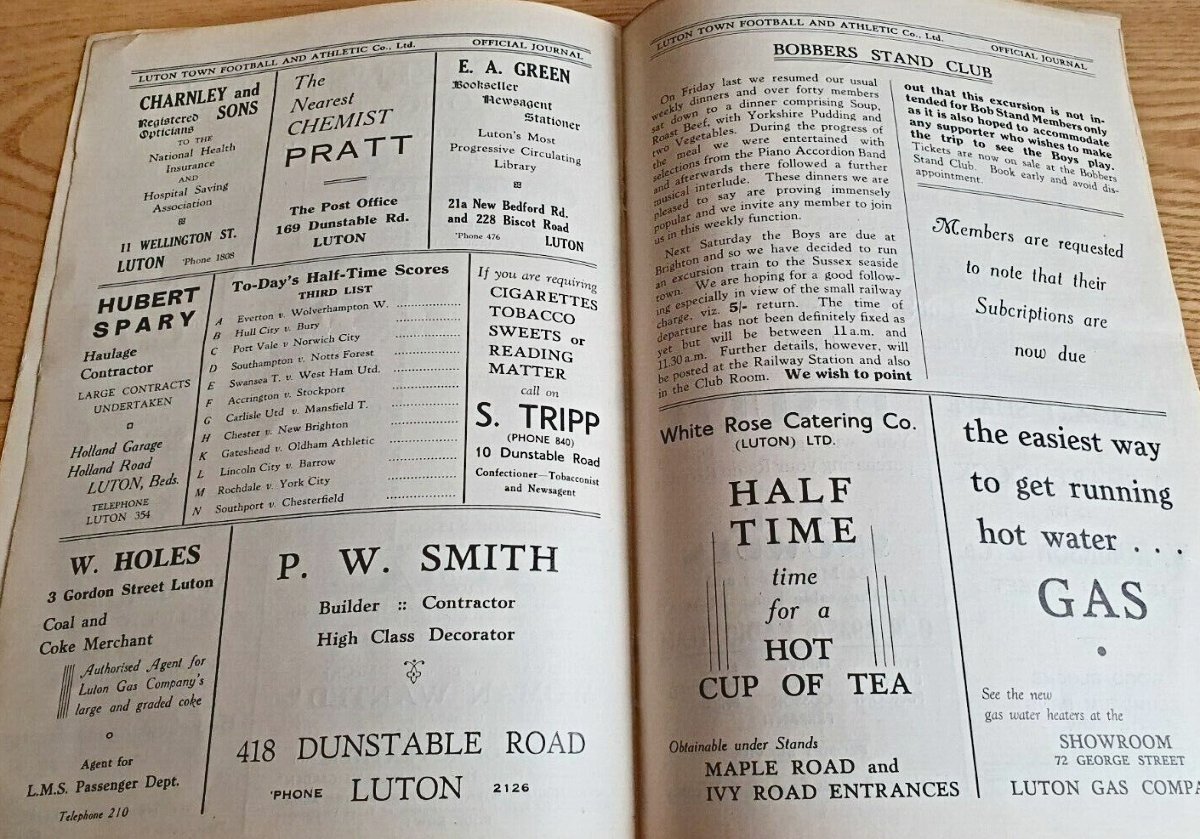 LUTON TOWN FOOTBALL AND ATHLETIC Co., Ltd. OFFICIAL JOURNAL
CHARNLEY and
SONS
Registered
Opticians
TO THE
National Health
Insurance
AND
Hospital Saving
Association
11 WELLINGTON ST.
LUTON 'Phone 1808
The
Nearest
CHEMIST
PRATT
The Post Office
169 Dunstable Rd.
LUTON
E. A. GREEN
Bookseller
Newsagent
Stationer
Luton's Most
Progressive Circulating
Library
21a New Bedford Rd.
and 228 Biscot Road
'Phone 476 LUTON
HUBERT
SPARY
Haulage
Contractor
LARGE CONTRACTS
UNDERTAKEN
Holland Garage
Holland Road
LUTON, Beds.
TELEPHONE
LUTON 354
To-Day's Half-Time Scores
THIRD LIST
A Everton v. Wolverhampton W. ....................
B Hull City v. Bury ....................
C Port Vale v Norwich City ....................
D Southampton v. Notts Forest ....................
E Swansea T. v. West Ham Utd. ....................
F Accrington v. Stockport ....................
G Carlisle Utd v. Mansfield T. ....................
H Chester v. New Brighton ....................
K Gateshead v. Oldham Athletic ....................
L Lincoln City v. Barrow ....................
M Rochdale v. York City ....................
N Southport v. Chesterfield ....................
If you are requiring
CIGARETTES
TOBACCO
SWEETS or
READING
MATTER
call on
S. TRIPP
(PHONE 840)
10 Dunstable Road
Confectioner—Tobacconist
and Newsagent
W. HOLES
3 Gordon Street Luton
Coal and
Coke Merchant
Authorised Agent for
Luton Gas Company's
large and graded coke
Agent for
L.M.S. Passenger Dept.
Telephone 210
P. W. SMITH
Builder :: Contractor
High Class Decorator
418 DUNSTABLE ROAD
'PHONE LUTON 2126
LUTON TOWN FOOTBALL AND ATHLETIC Co., Ltd. OFFICIAL JOURNAL
BOBBERS STAND CLUB
On Friday last we resumed our usual
weekly dinners and over forty members
sat down to a dinner comprising Soup,
Roast Beef, with Yorkshire Pudding and
two Vegetables. During the progress of
the meal we were entertained with
selections from the Piano Accordion Band
and afterwards there followed a further
musical interlude. These dinners we are
pleased to say are proving immensely
popular and we invite any member to join
us in this weekly function.
Next Saturday the Boys are due at
Brighton and so we have decided to run
an excursion train to the Sussex seaside
town. We are hoping for a good follow-
ing especially in view of the small railway
charge, viz. 5/- return. The time of
departure has not been definitely fixed as
yet but will be between 11 a.m. and
11.30 a.m. Further details, however, will
be posted at the Railway Station and also
in the Club Room. We wish to point
out that this excursion is not in-
tended for Bob Stand Members only
as it is also hoped to accommodate
any supporter who wishes to make
the trip to see the Boys play.
Tickets are now on sale at the Bobbers
Stand Club. Book early and avoid dis-
appointment.
Members are requested
to note that their
Subcriptions are
now due
White Rose Catering Co.
(LUTON) LTD.
HALF
TIME
time
for a
HOT
CUP OF TEA
Obtainable under Stands
MAPLE ROAD and
IVY ROAD ENTRANCES
the easiest way
to get running
hot water . . .
GAS
See the new
gas water heaters at the
SHOWROOM
72 GEORGE STREET
LUTON GAS COMPA